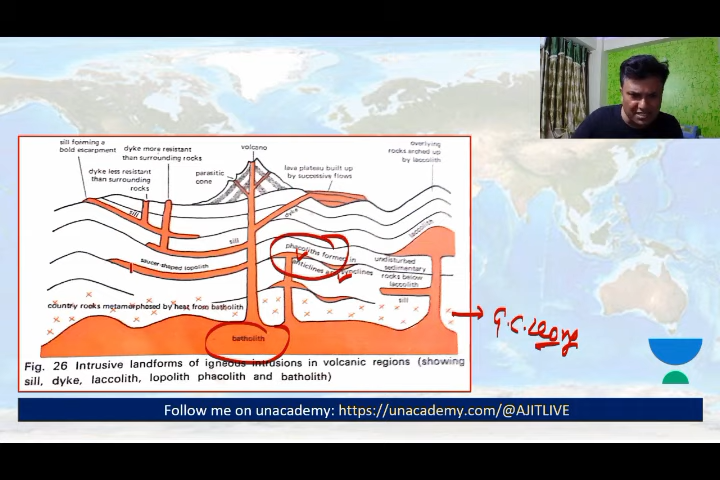 sill forming a
bold escarpment
dyke more resistant
than surrounding rocks
volcano
overlying
rocks arched up
by laccolith
dyke less resistant
than surrounding
rocks
parasitic
cone
lava plateau built up
by successive flows
sill
dyke
laccolith
sill
phacoliths formed in
anticlines and synclines
saucer shaped lopolith
undisturbed
sedimentary
rocks below
laccolith
sill
country rocks metamorphosed by heat from batholith
batholith
G.C. Leong
Fig. 26 Intrusive landforms of igneous intrusions in volcanic regions (showing
sill, dyke, laccolith, lopolith phacolith and batholith)
Follow me on unacademy: https://unacademy.com/@AJITLIVE